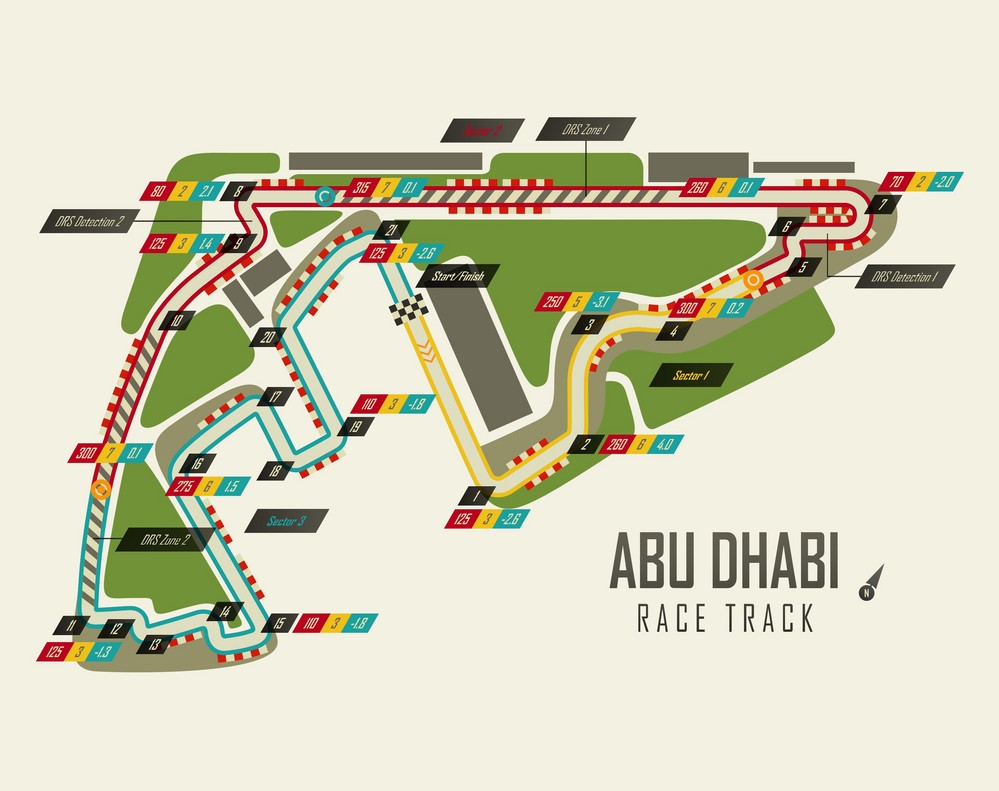 Sector 2
DRS Zone 1
80 2 2.1
8
315 7 0.1
260 6 0.1
70 2 -2.0
7
DRS Detection 2
125 3 1.4
9
21
125 3 -2.6
6
5
Start/Finish
DRS Detection 1
250 5 -3.1
3
300 7 0.2
4
10
20
Sector 1
17
110 3 -1.8
19
300 7 0.1
16
18
2
260 6 4.0
275 6 1.5
1
125 3 -2.6
Sector 3
DRS Zone 2
ABU DHABI
RACE TRACK
N
14
11
12
13
15
110 3 -1.8
125 3 -1.3